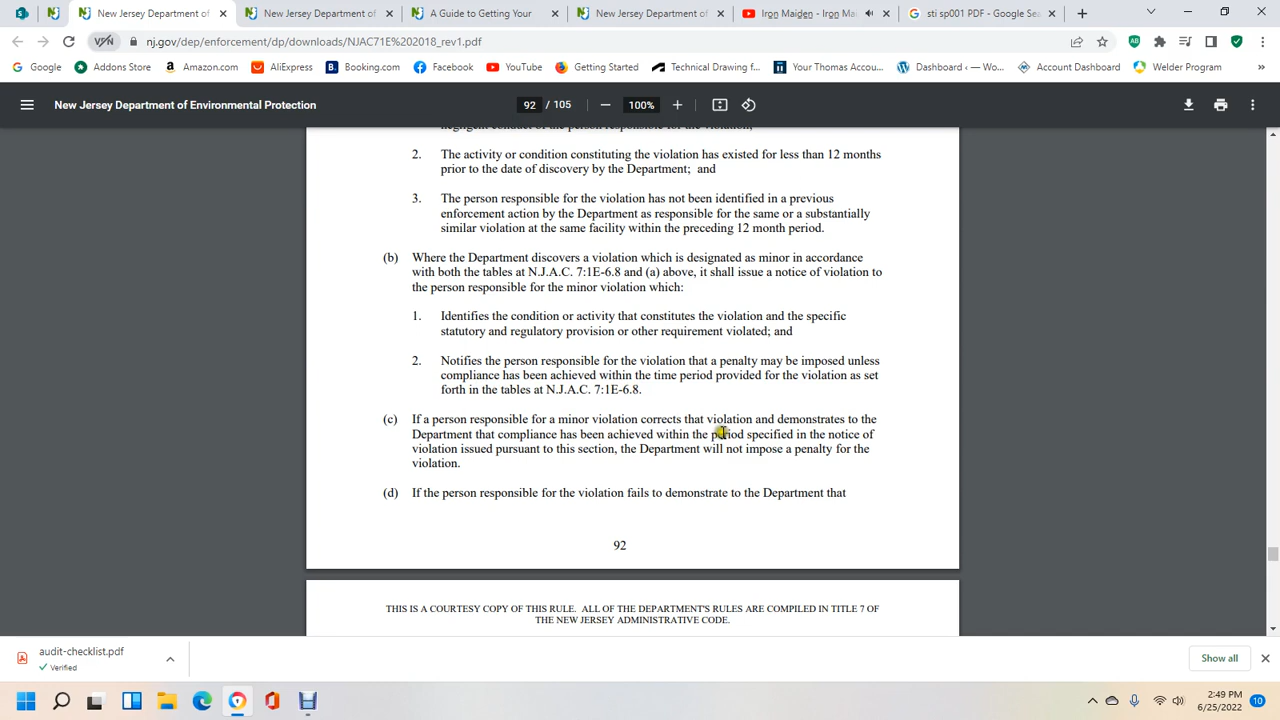 New Jersey Department of
New Jersey Department of
A Guide to Getting Your
New Jersey Department of
Iron Maiden - Iron Ma
sti sp001 PDF - Google Sea
VPN
nj.gov/dep/enforcement/dp/downloads/NJAC71E%202018_rev1.pdf
Google
Addons Store
Amazon.com
AliExpress
Booking.com
Facebook
YouTube
Getting Started
Technical Drawing f...
Your Thomas Accou...
Dashboard ‹ — Wo...
Account Dashboard
Welder Program
New Jersey Department of Environmental Protection
92 / 105
100%
negligent conduct of the person responsible for the violation;
2. The activity or condition constituting the violation has existed for less than 12 months
prior to the date of discovery by the Department; and
3. The person responsible for the violation has not been identified in a previous
enforcement action by the Department as responsible for the same or a substantially
similar violation at the same facility within the preceding 12 month period.
(b) Where the Department discovers a violation which is designated as minor in accordance
with both the tables at N.J.A.C. 7:1E-6.8 and (a) above, it shall issue a notice of violation to
the person responsible for the minor violation which:
1. Identifies the condition or activity that constitutes the violation and the specific
statutory and regulatory provision or other requirement violated; and
2. Notifies the person responsible for the violation that a penalty may be imposed unless
compliance has been achieved within the time period provided for the violation as set
forth in the tables at N.J.A.C. 7:1E-6.8.
(c) If a person responsible for a minor violation corrects that violation and demonstrates to the
Department that compliance has been achieved within the period specified in the notice of
violation issued pursuant to this section, the Department will not impose a penalty for the
violation.
(d) If the person responsible for the violation fails to demonstrate to the Department that
92
THIS IS A COURTESY COPY OF THIS RULE. ALL OF THE DEPARTMENT'S RULES ARE COMPILED IN TITLE 7 OF
THE NEW JERSEY ADMINISTRATIVE CODE.
audit-checklist.pdf
Verified
Show all
2:49 PM
6/25/2022
10